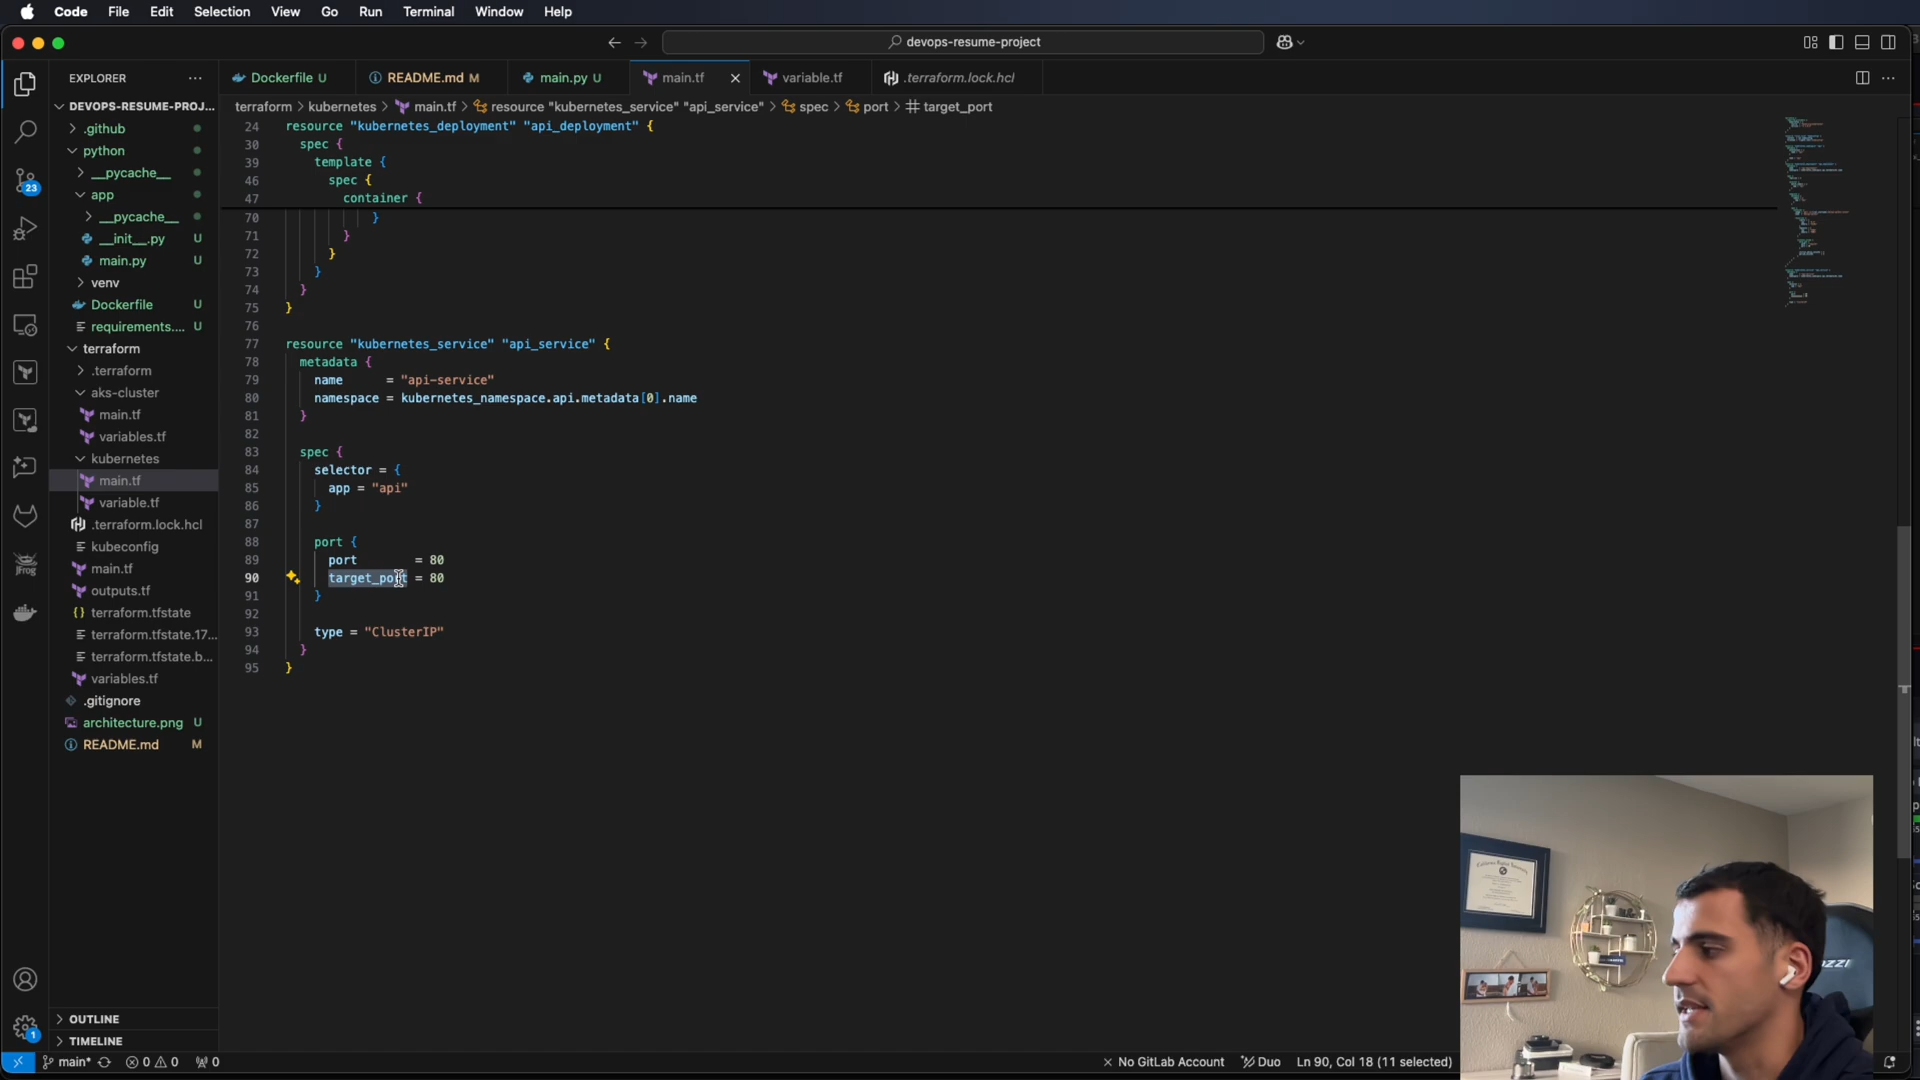 Code File Edit Selection View Go Run Terminal Window Help
devops-resume-project
EXPLORER
Dockerfile U
README.md M
main.py U
main.tf
variable.tf
.terraform.lock.hcl
terraform > kubernetes > main.tf > resource "kubernetes_service" "api_service" > spec > port > target_port
DEVOPS-RESUME-PROJ...
.github
python
__pycache__
app
__pycache__
__init__.py U
main.py U
venv
Dockerfile U
requirements.... U
terraform
.terraform
aks-cluster
main.tf
variables.tf
kubernetes
main.tf
variable.tf
.terraform.lock.hcl
kubeconfig
main.tf
outputs.tf
terraform.tfstate
terraform.tfstate.17...
terraform.tfstate.b...
variables.tf
.gitignore
architecture.png U
README.md M
OUTLINE
TIMELINE
23
1
24 resource "kubernetes_deployment" "api_deployment" {
30 spec {
39 template {
46 spec {
47 container {
70 }
71 }
72 }
73 }
74 }
75 }
76
77 resource "kubernetes_service" "api_service" {
78 metadata {
79 name = "api-service"
80 namespace = kubernetes_namespace.api.metadata[0].name
81 }
82
83 spec {
84 selector = {
85 app = "api"
86 }
87
88 port {
89 port = 80
90 target_port = 80
91 }
92
93 type = "ClusterIP"
94 }
95 }
main* 0 0 0
No GitLab Account Duo Ln 90, Col 18 (11 selected)